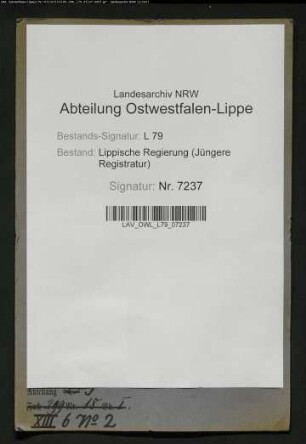 Landesarchiv NRW
Abteilung Ostwestfalen-Lippe
Bestands-Signatur: L 79
Bestand: Lippische Regierung (Jüngere
Registratur)
Signatur: Nr. 7237
LAV_OWL_L79_07237
Abteilung
XIII 6 No 2